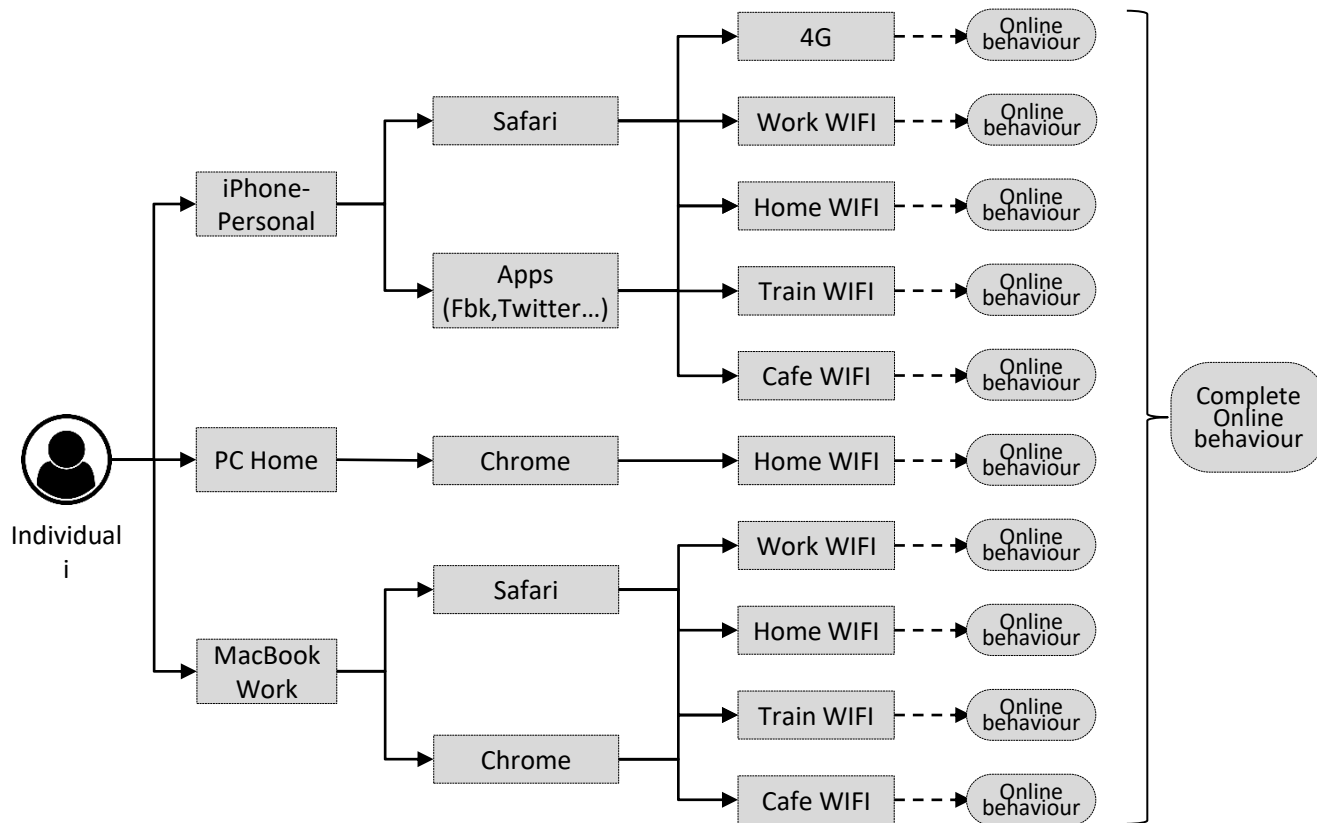 4G
Online
behaviour
Safari
Work WIFI
Online
behaviour
iPhone-
Personal
Home WIFI
Online
behaviour
Apps
(Fbk,Twitter...)
Train WIFI
Online
behaviour
Cafe WIFI
Online
behaviour
Complete
Online
behaviour
Individual
i
PC Home
Chrome
Home WIFI
Online
behaviour
Work WIFI
Online
behaviour
Safari
Home WIFI
Online
behaviour
MacBook
Work
Train WIFI
Online
behaviour
Chrome
Cafe WIFI
Online
behaviour